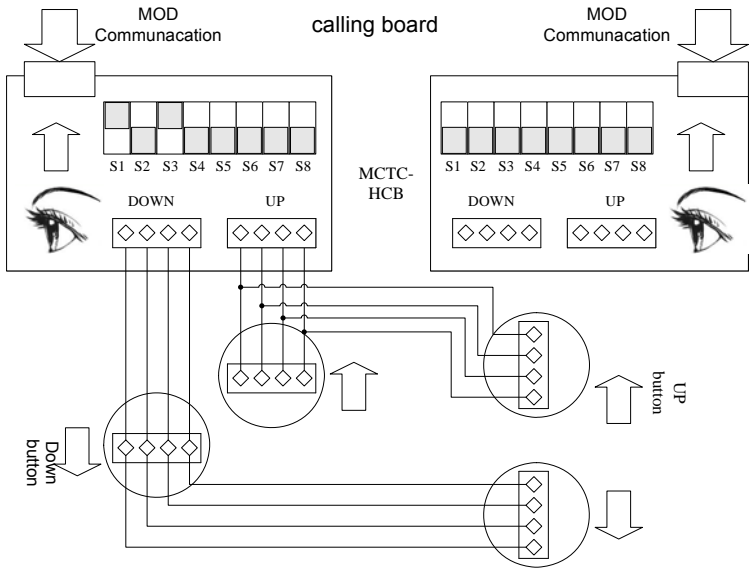 MOD
Communacation
calling board
MOD
Communacation
S1 S2 S3 S4 S5 S6 S7 S8
S1 S2 S3 S4 S5 S6 S7 S8
MCTC-
HCB
DOWN UP
DOWN UP
UP
button
Down
button